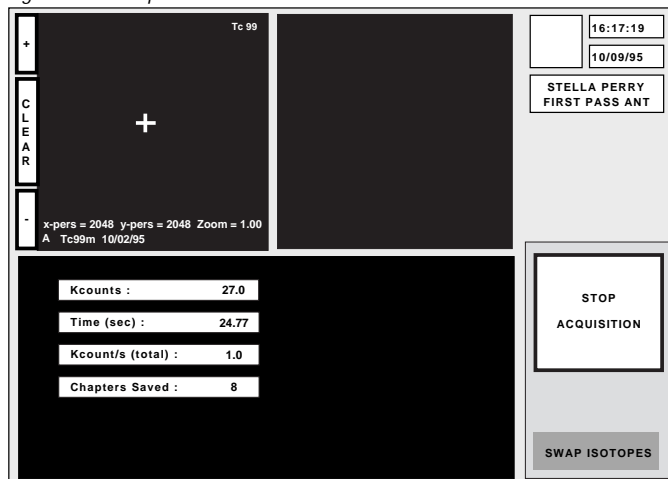 +
CLEAR
-
Tc 99
+
x-pers = 2048 y-pers = 2048 Zoom = 1.00
A Tc99m 10/02/95
16:17:19
10/09/95
STELLA PERRY
FIRST PASS ANT
Kcounts : 27.0
Time (sec) : 24.77
Kcount/s (total) : 1.0
Chapters Saved : 8
STOP
ACQUISITION
SWAP ISOTOPES